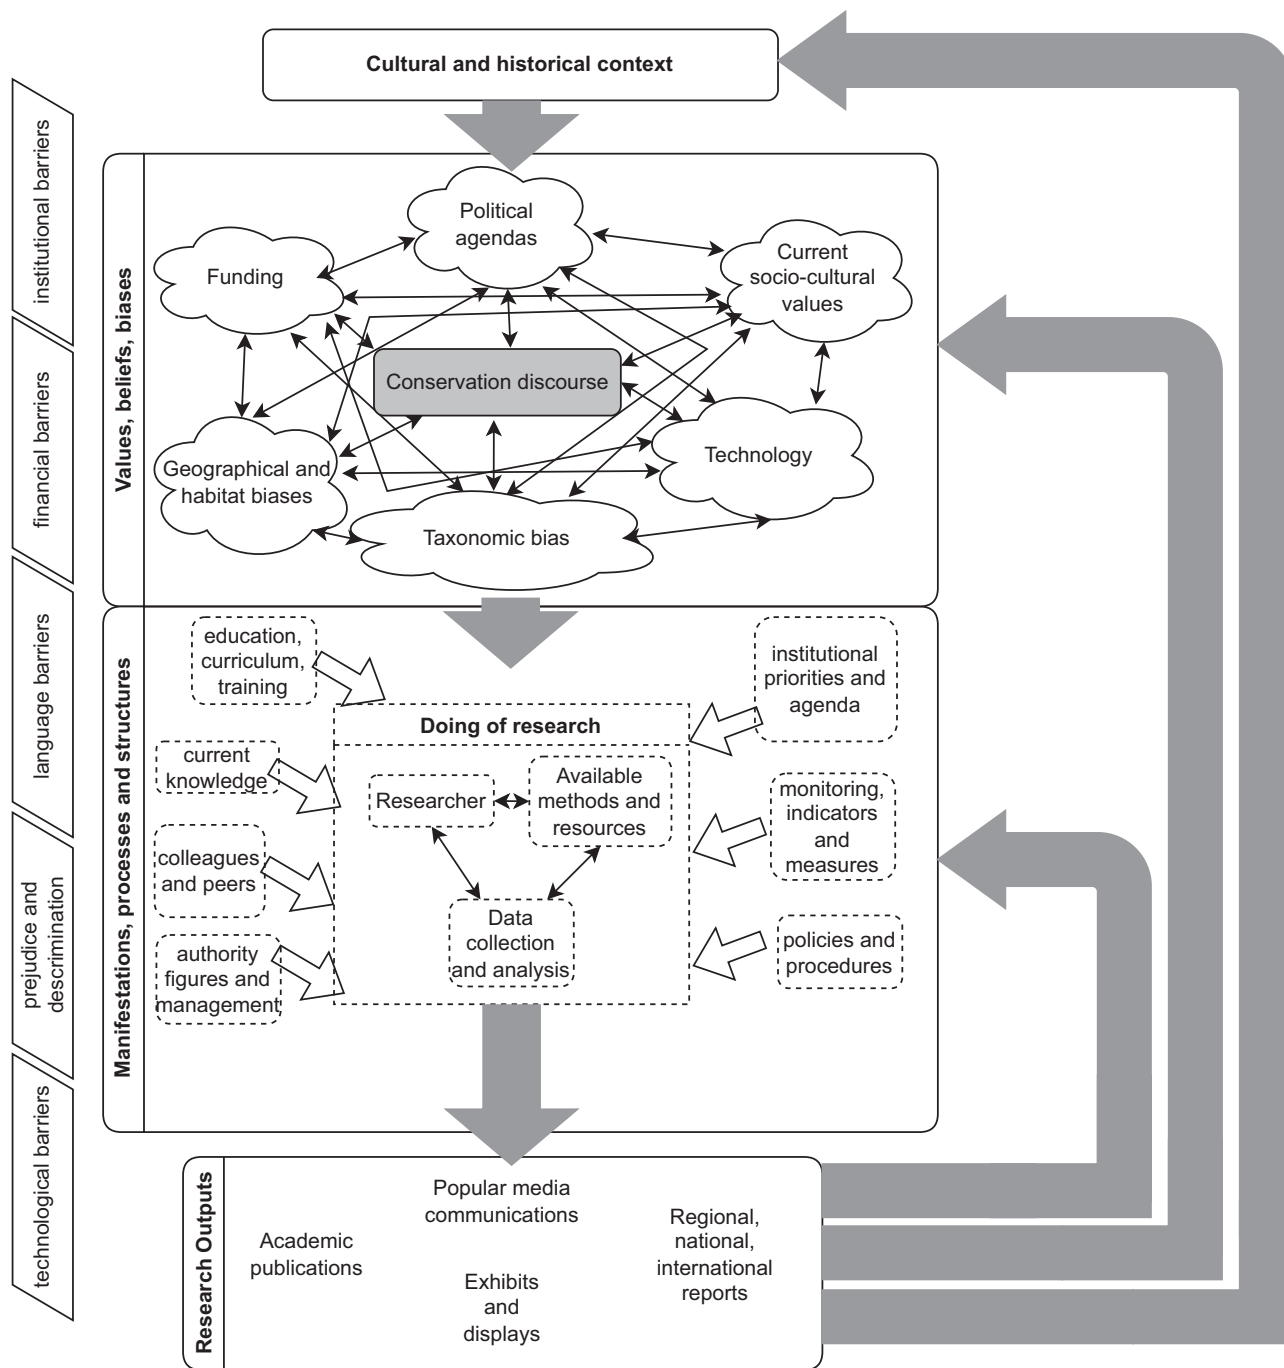 Cultural and historical context
institutional barriers
financial barriers
language barriers
prejudice and
descrimination
technological barriers
Values, beliefs, biases
Political
agendas
Funding
Current
socio-cultural
values
Conservation discourse
Geographical and
habitat biases
Technology
Taxonomic bias
Manifestations, processes and structures
education,
curriculum,
training
institutional
priorities and
agenda
Doing of research
current
knowledge
Researcher
Available
methods and
resources
monitoring,
indicators
and
measures
colleagues
and peers
Data
collection
and analysis
authority
figures and
management
policies and
procedures
Research Outputs
Popular media
communications
Academic
publications
Regional,
national,
international
reports
Exhibits
and
displays